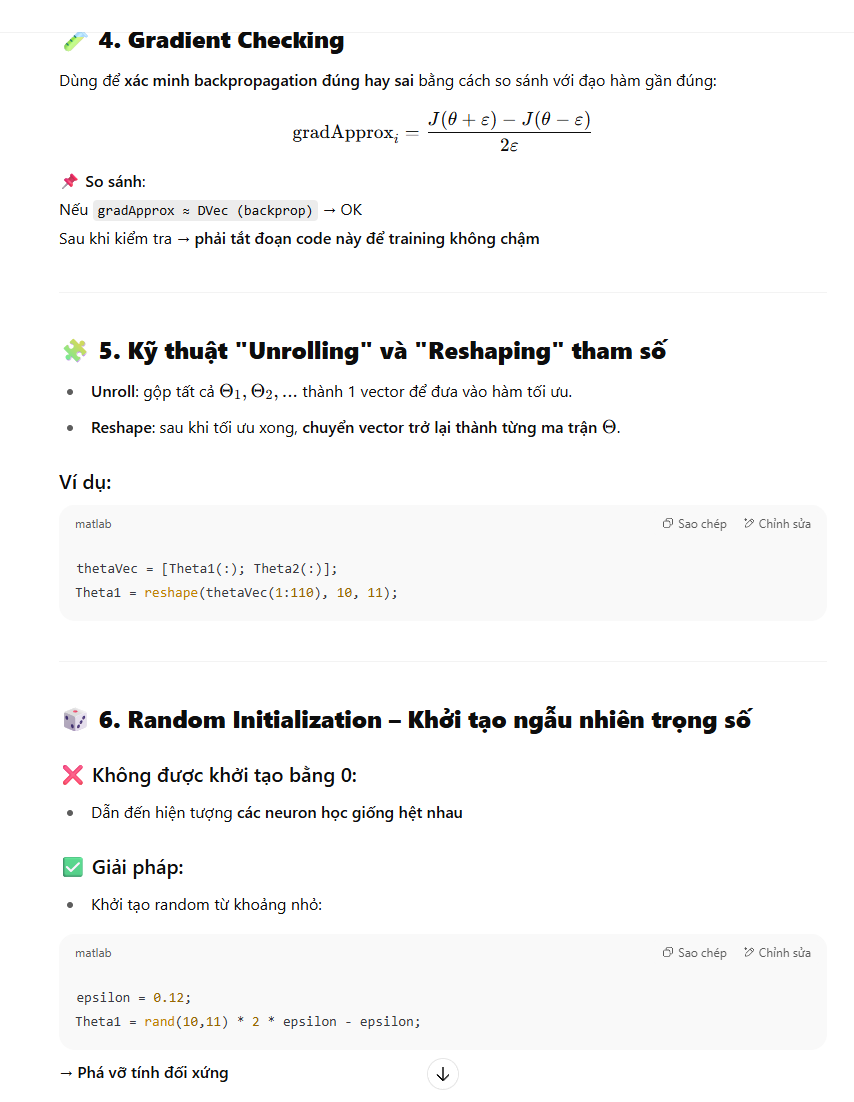 4. Gradient Checking
Dùng để xác minh backpropagation đúng hay sai bằng cách so sánh với đạo hàm gần đúng:
gradApproxᵢ = (J(θ + ε) − J(θ − ε)) / 2ε
So sánh:
Nếu gradApprox ≈ DVec (backprop) → OK
Sau khi kiểm tra → phải tắt đoạn code này để training không chậm
5. Kỹ thuật "Unrolling" và "Reshaping" tham số
• Unroll: gộp tất cả Θ₁, Θ₂, ... thành 1 vector để đưa vào hàm tối ưu.
• Reshape: sau khi tối ưu xong, chuyển vector trở lại thành từng ma trận Θ.
Ví dụ:
matlab Sao chép Chỉnh sửa
thetaVec = [Theta1(:); Theta2(:)];
Theta1 = reshape(thetaVec(1:110), 10, 11);
6. Random Initialization – Khởi tạo ngẫu nhiên trọng số
❌ Không được khởi tạo bằng 0:
• Dẫn đến hiện tượng các neuron học giống hệt nhau
✅ Giải pháp:
• Khởi tạo random từ khoảng nhỏ:
matlab Sao chép Chỉnh sửa
epsilon = 0.12;
Theta1 = rand(10,11) * 2 * epsilon - epsilon;
→ Phá vỡ tính đối xứng